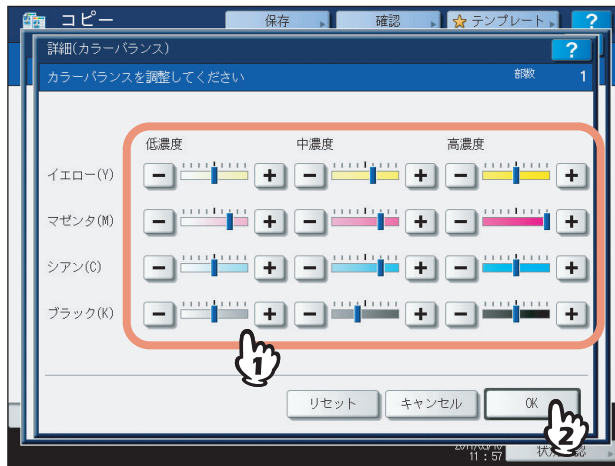 コピー
保存
確認
テンプレート
?
詳細(カラーバランス)
?
カラーバランスを調整してください
部数 1
低濃度 中濃度 高濃度
イエロー(Y)
マゼンタ(M)
シアン(C)
ブラック(K)
1
リセット
キャンセル
OK
2
11 : 57